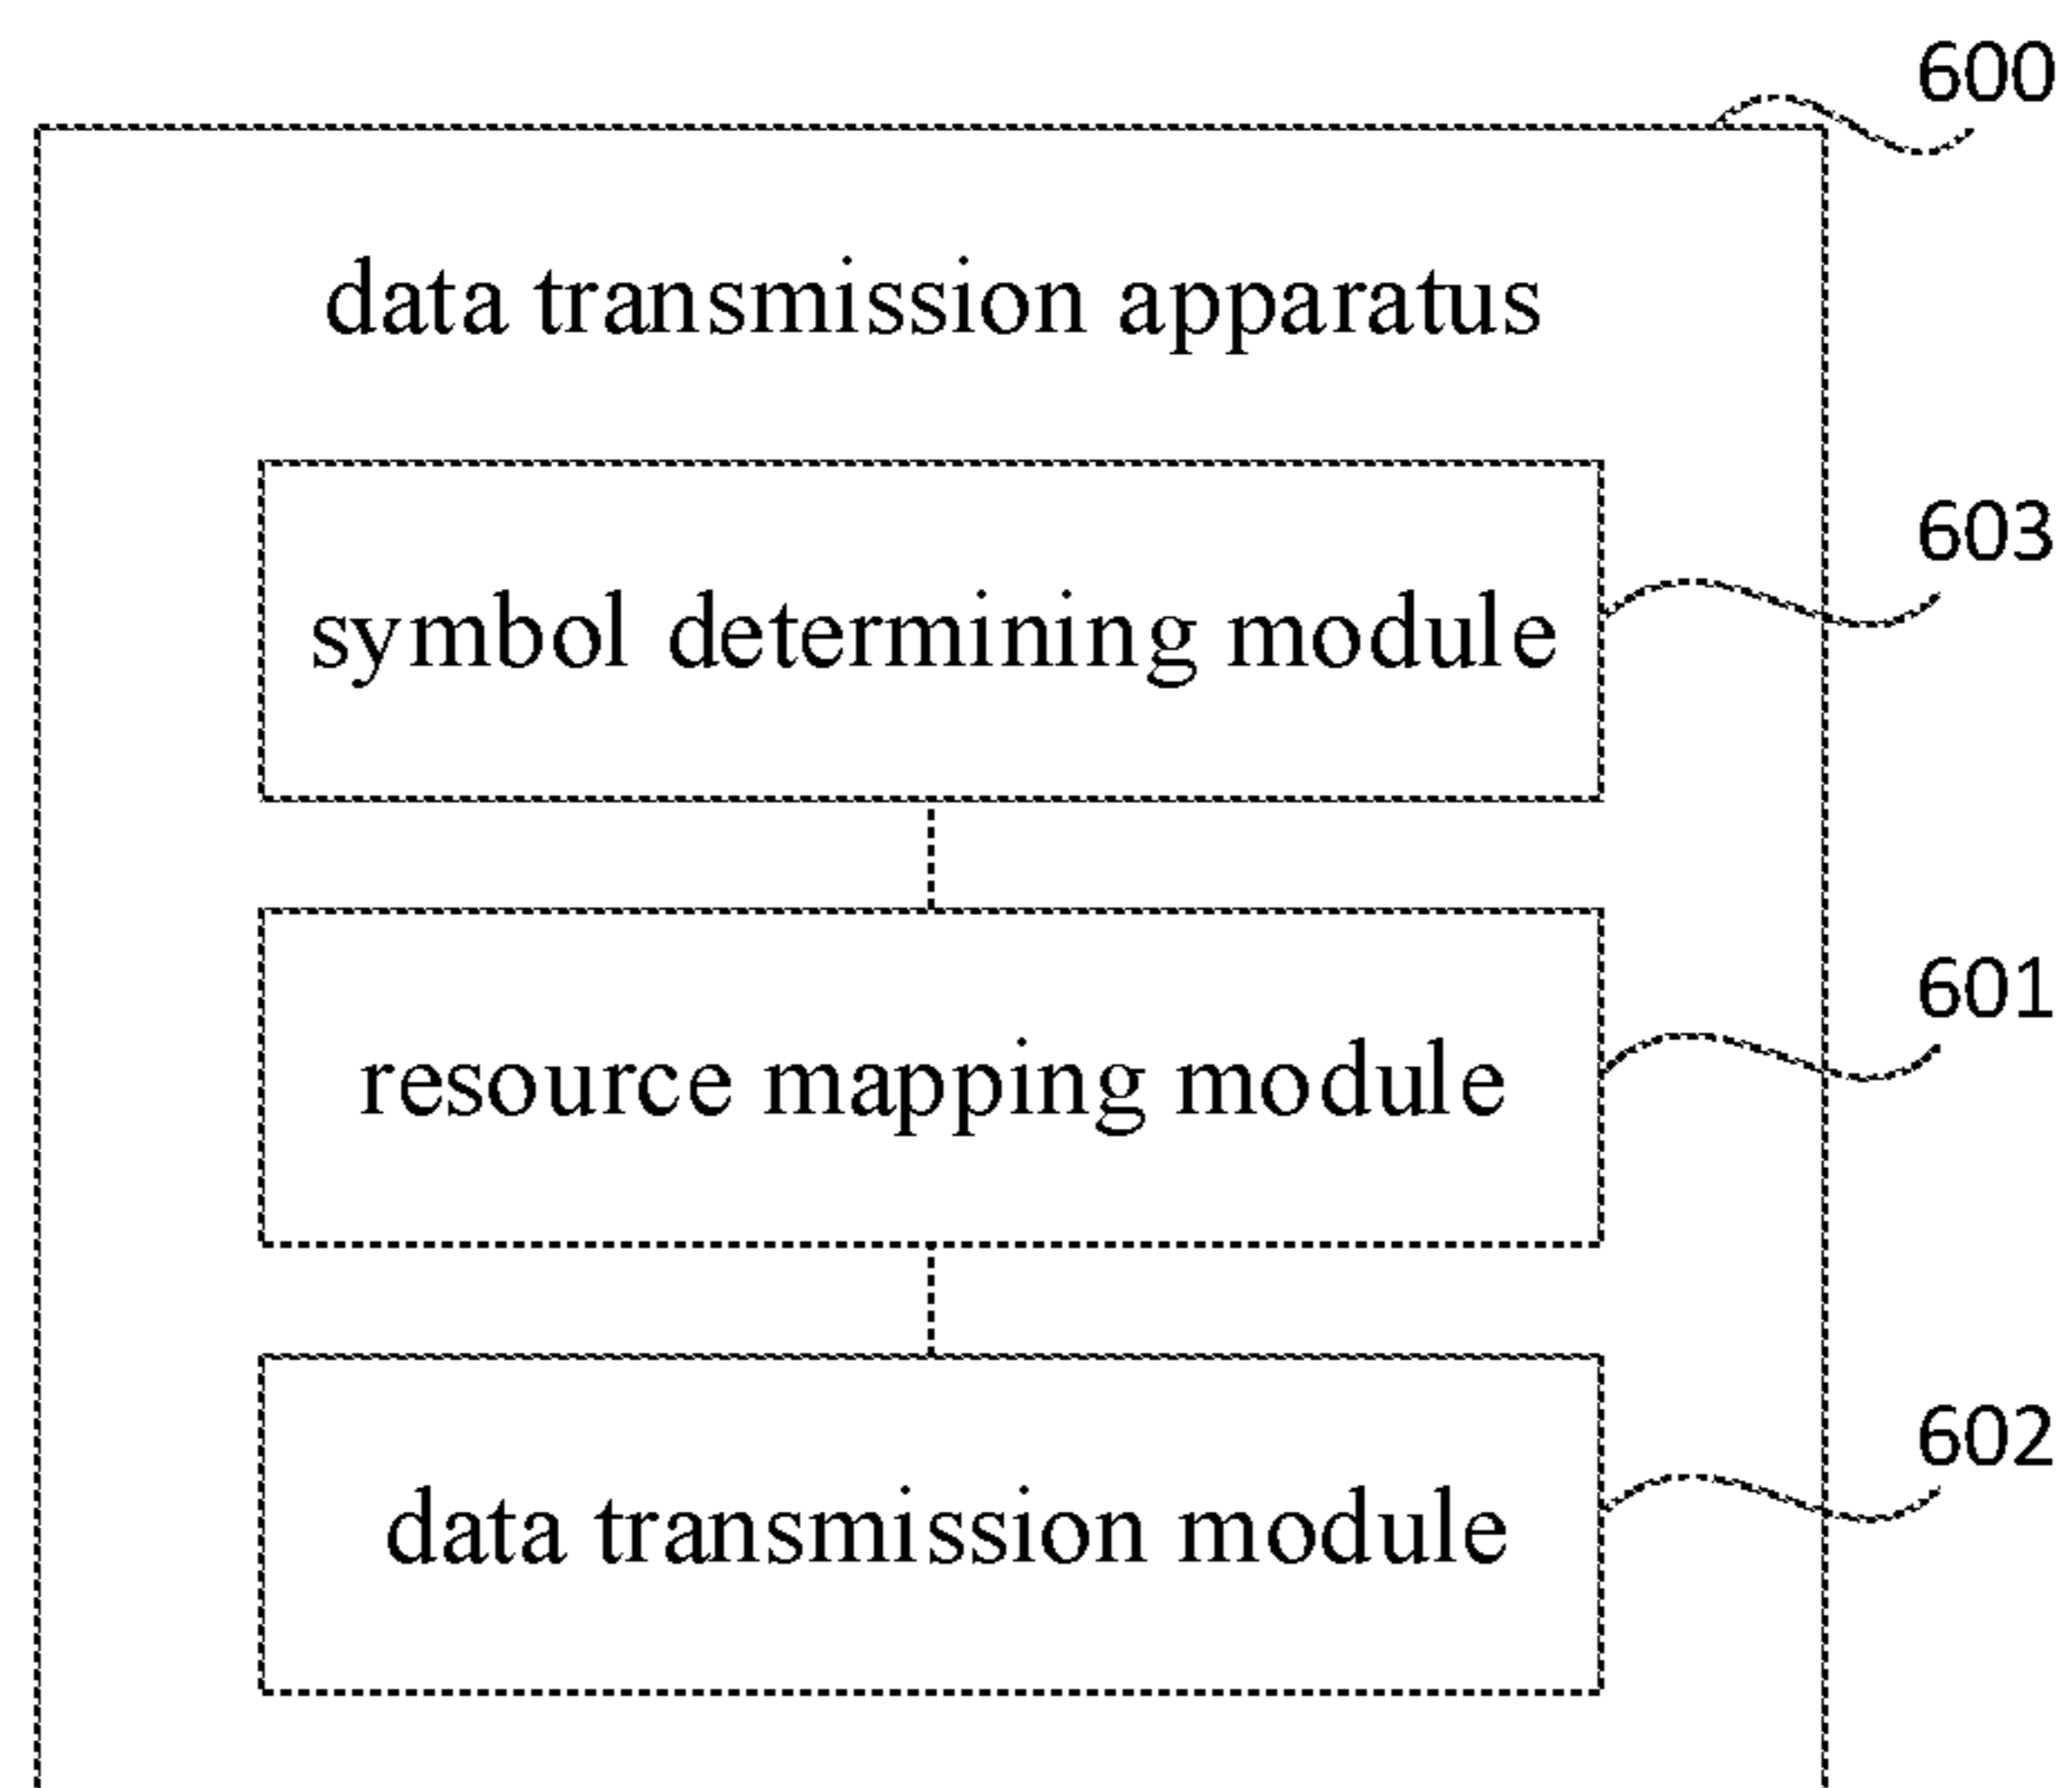 600
data transmission apparatus
603
symbol determining module
601
resource mapping module
602
data transmission module